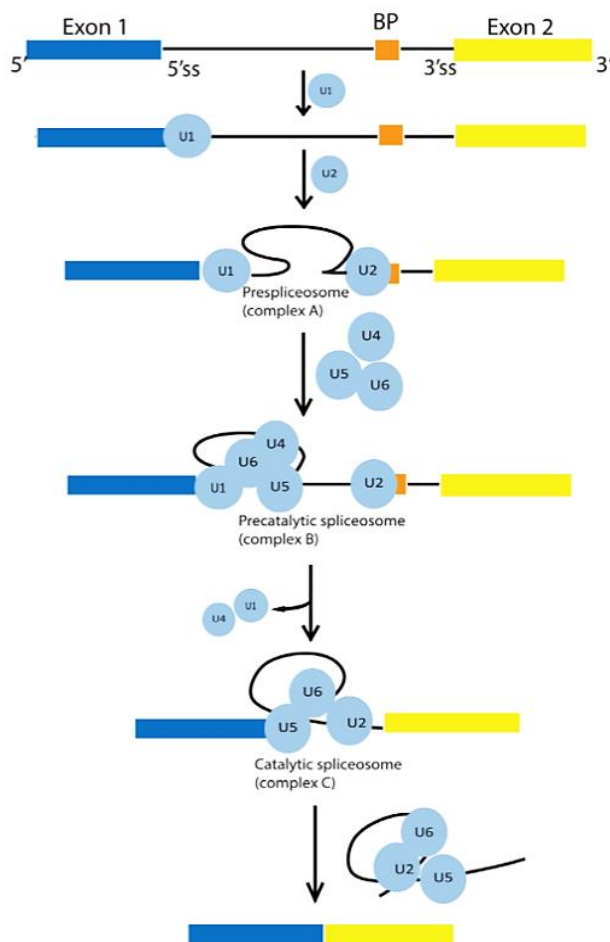 Exon 1
BP
Exon 2
5'
5'ss
3'ss
3'
U1
U1
U2
U1
U2
Prespliceosome
(complex A)
U4
U5
U6
U4
U6
U1
U5
U2
Precatalytic spliceosome
(complex B)
U1
U4
U6
U5
U2
Catalytic spliceosome
(complex C)
U6
U2
U5